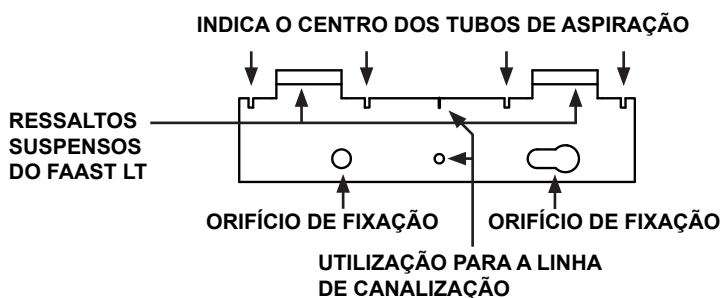 INDICA O CENTRO DOS TUBOS DE ASPIRAÇÃO
RESSALTOS
SUSPENSOS
DO FAAST LT
ORIFÍCIO DE FIXAÇÃO
ORIFÍCIO DE FIXAÇÃO
UTILIZAÇÃO PARA A LINHA
DE CANALIZAÇÃO